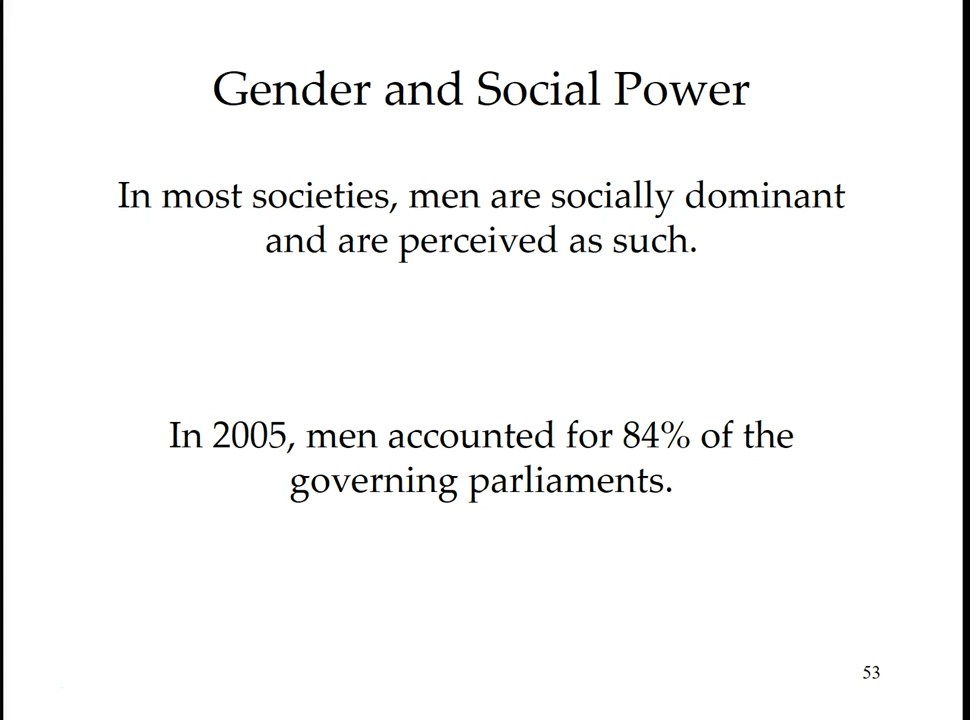 Gender and Social Power
In most societies, men are socially dominant
and are perceived as such.
In 2005, men accounted for 84% of the
governing parliaments.
53